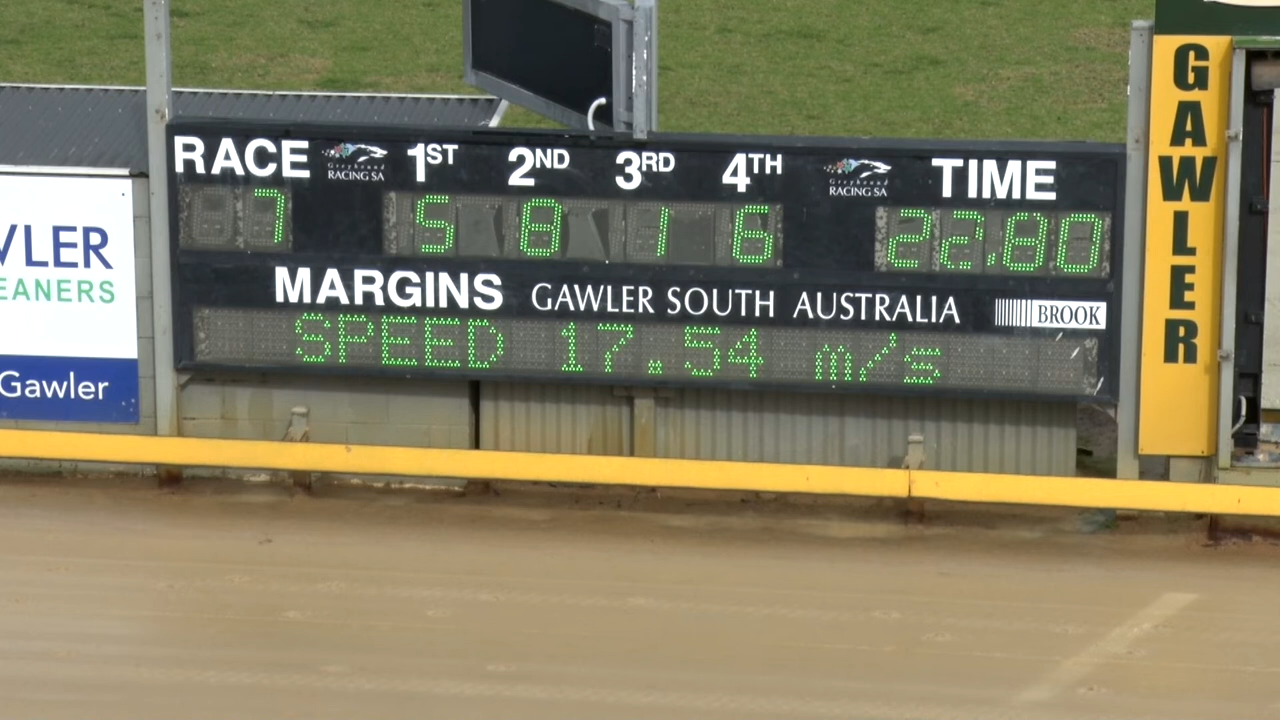 GAWLER
RACE
Greyhound
RACING SA
1ST 2ND 3RD 4TH
Greyhound
RACING SA
TIME
7 5 8 1 6 22.80
MARGINS GAWLER SOUTH AUSTRALIA BROOK
SPEED 17.54 m/s
WLER
EANERS
Gawler